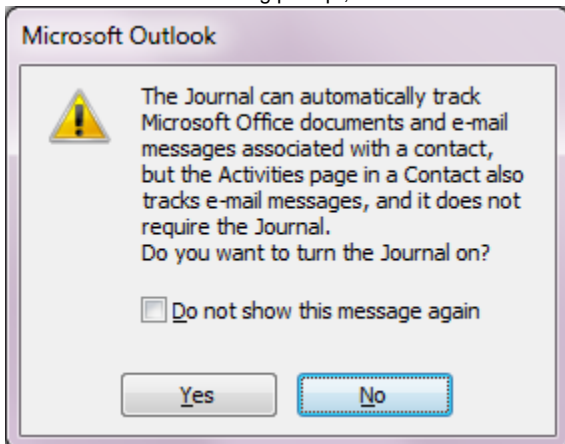 Microsoft Outlook
The Journal can automatically track
Microsoft Office documents and e-mail
messages associated with a contact,
but the Activities page in a Contact also
tracks e-mail messages, and it does not
require the Journal.
Do you want to turn the Journal on?
Do not show this message again
Yes No